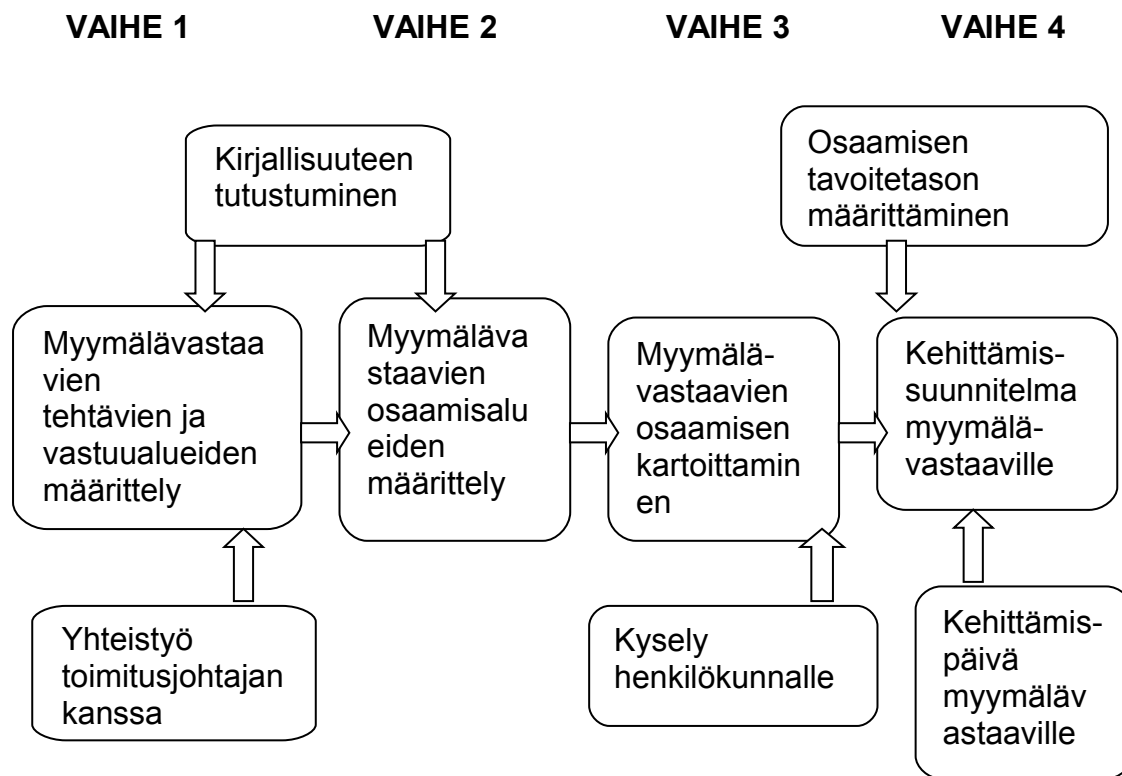 VAIHE 1
VAIHE 2
VAIHE 3
VAIHE 4
Kirjallisuuteen
tutustuminen
Osaamisen
tavoitetason
määrittäminen
Myymälävastaa
vien
tehtävien ja
vastuualueiden
määrittely
Myymäläva
staavien
osaamisalu
eiden
määrittely
Myymälä-
vastaavien
osaamisen
kartoittamin
en
Kehittämis-
suunnitelma
myymälä-
vastaaville
Yhteistyö
toimitusjohtajan
kanssa
Kysely
henkilökunnalle
Kehittämis-
päivä
myymäläv
astaaville